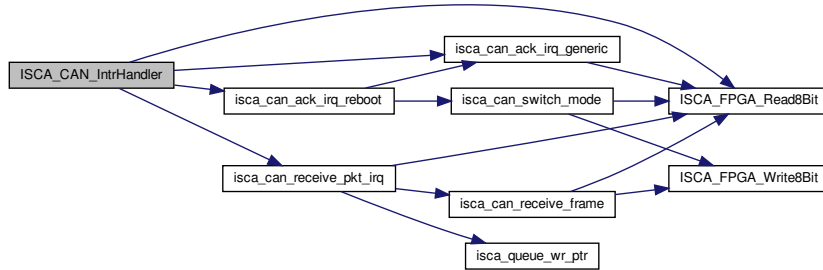 ISCA_CAN_IntrHandler
isca_can_ack_irq_generic
isca_can_ack_irq_reboot
isca_can_switch_mode
ISCA_FPGA_Read8Bit
isca_can_receive_pkt_irq
isca_can_receive_frame
ISCA_FPGA_Write8Bit
isca_queue_wr_ptr